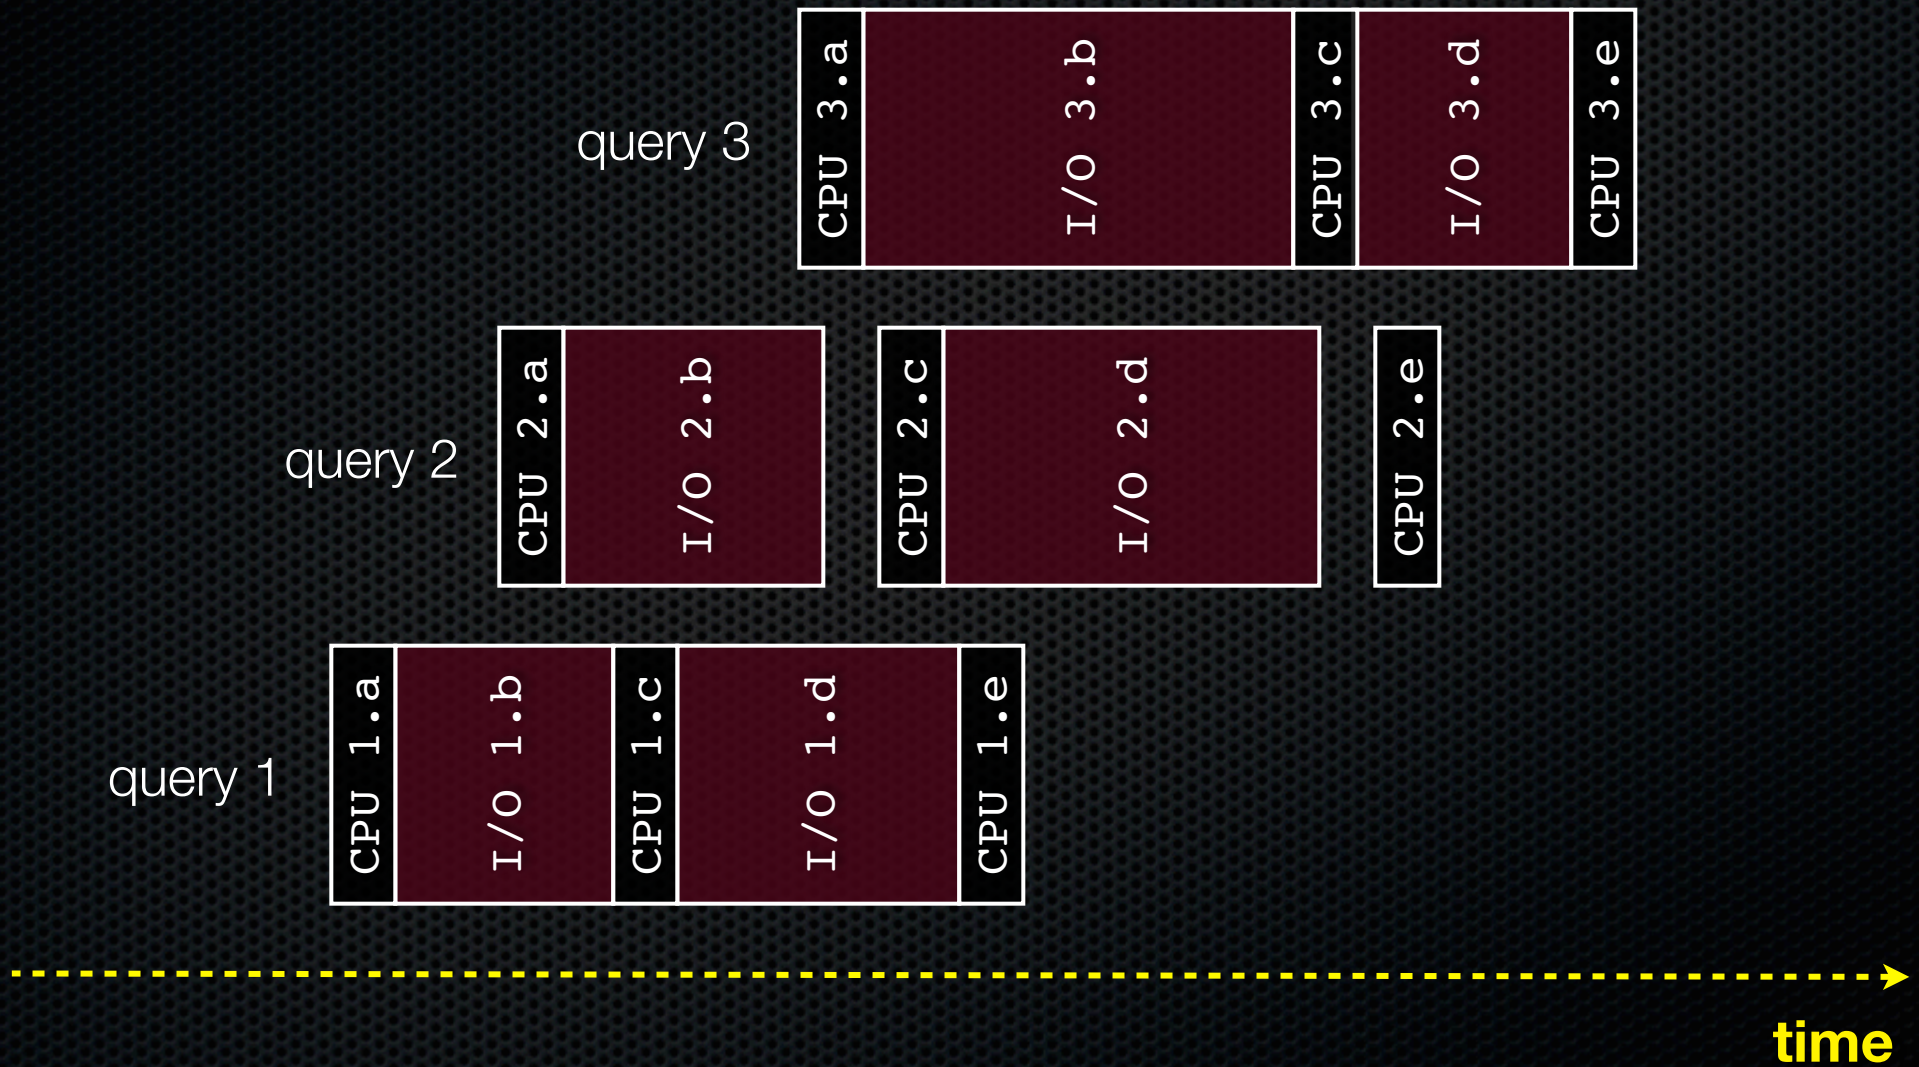 query 3
CPU 3.a
I/O 3.b
CPU 3.c
I/O 3.d
CPU 3.e
query 2
CPU 2.a
I/O 2.b
CPU 2.c
I/O 2.d
CPU 2.e
query 1
CPU 1.a
I/O 1.b
CPU 1.c
I/O 1.d
CPU 1.e
time